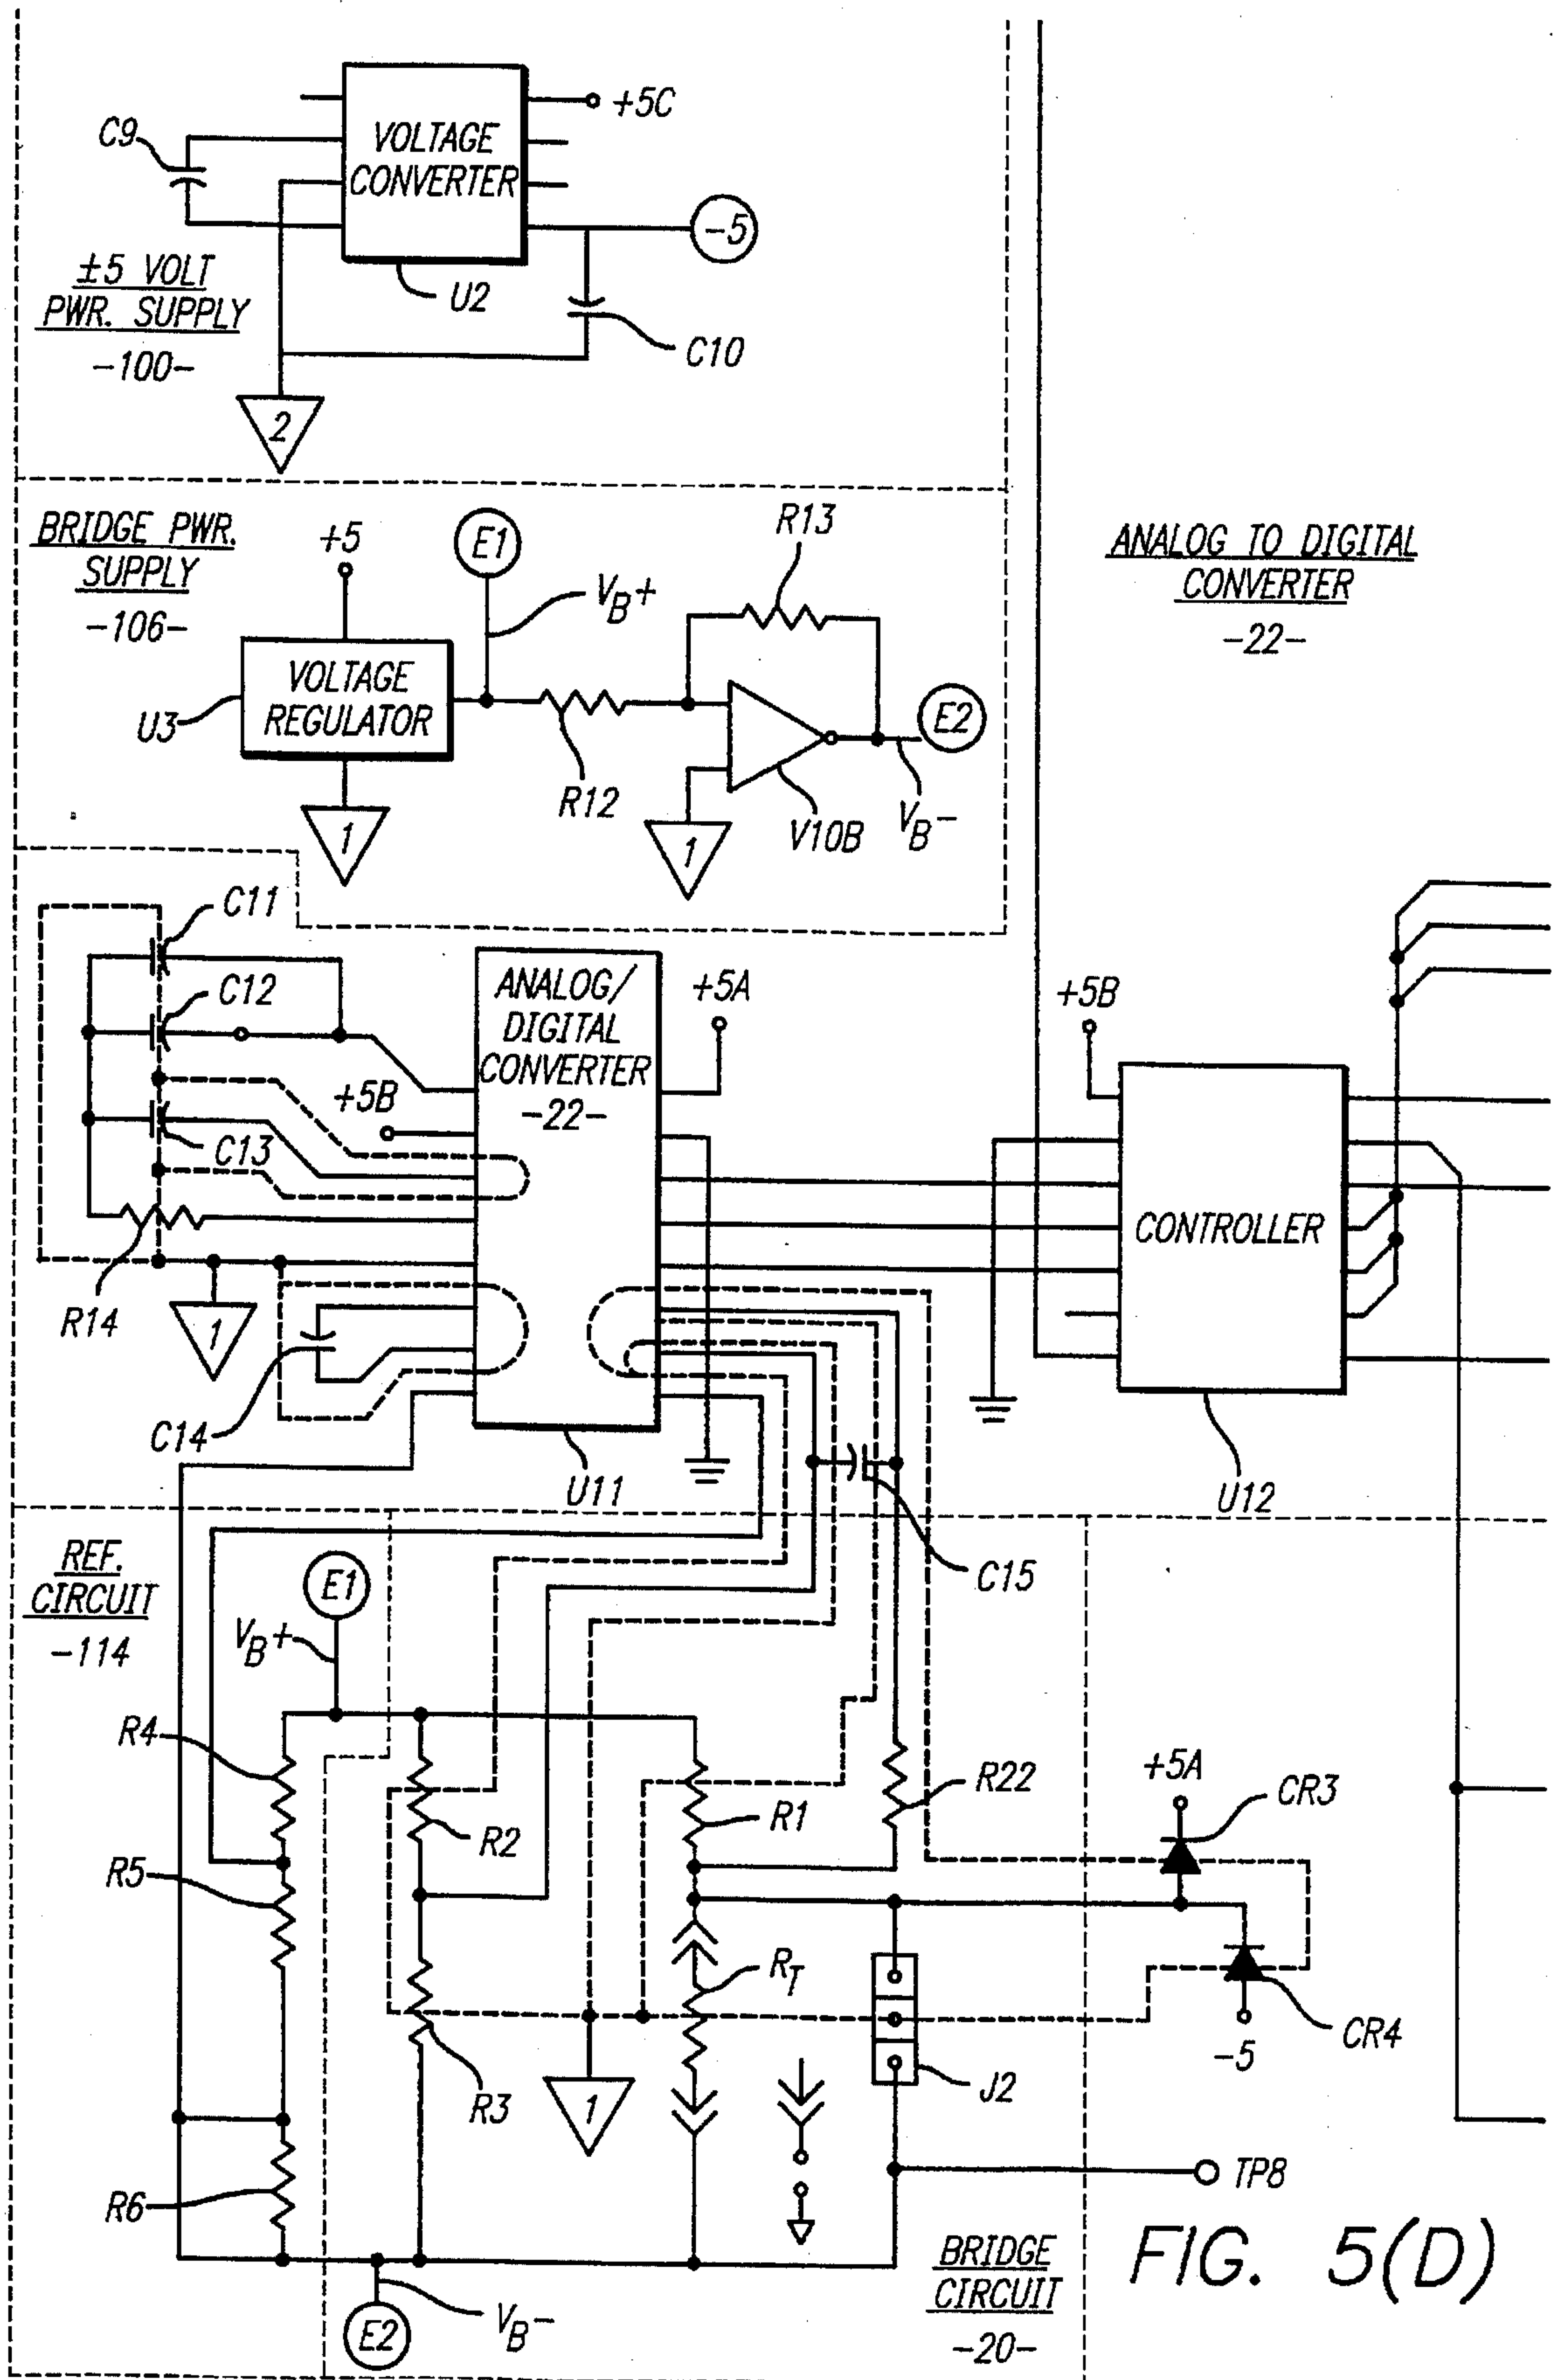 C9
VOLTAGE
CONVERTER
+5C
-5
±5 VOLT
PWR. SUPPLY
-100-
U2
C10
2
BRIDGE PWR.
SUPPLY
-106-
+5
E1
VB+
R13
ANALOG TO DIGITAL
CONVERTER
-22-
U3
VOLTAGE
REGULATOR
R12
V10B
E2
VB-
1
1
C11
C12
C13
+5B
ANALOG/
DIGITAL
CONVERTER
-22-
+5A
+5B
CONTROLLER
R14
1
C14
U11
U12
C15
REF.
CIRCUIT
-114
E1
VB+
R4
R5
R6
R2
R3
R1
R22
RT
1
J2
+5A
CR3
CR4
-5
TP8
E2
VB-
BRIDGE
CIRCUIT
-20-
FIG. 5(D)